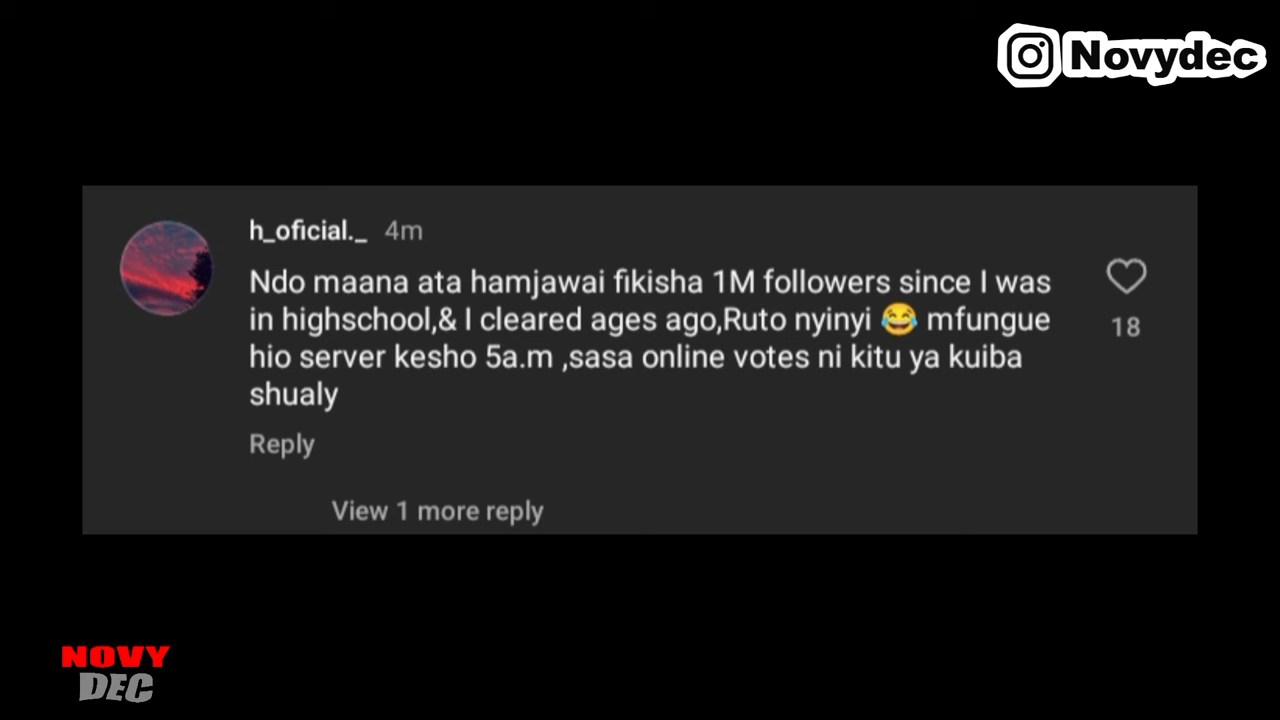 Novydec
h_oficial._ 4m
Ndo maana ata hamjawai fikisha 1M followers since I was
in highschool,& I cleared ages ago,Ruto nyinyi 😂 mfungue
hio server kesho 5a.m ,sasa online votes ni kitu ya kuiba
shualy
18
Reply
View 1 more reply
NOVY
DEC